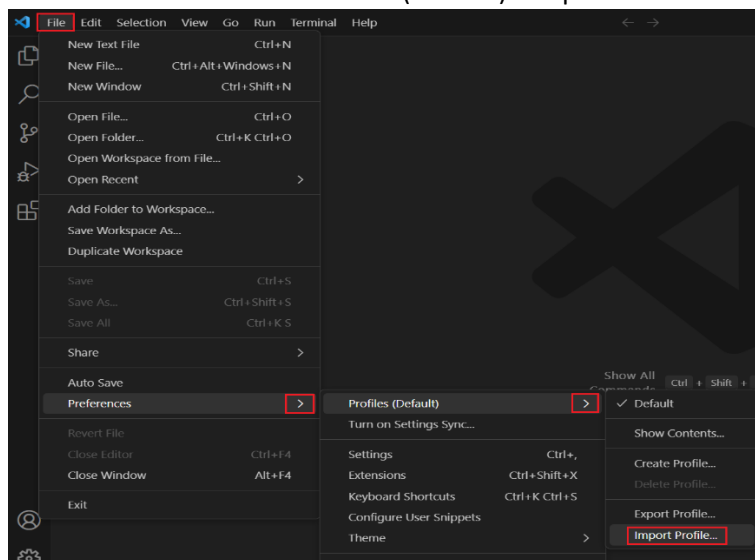 File Edit Selection View Go Run Terminal Help
New Text File Ctrl+N
New File... Ctrl+Alt+Windows+N
New Window Ctrl+Shift+N
Open File... Ctrl+O
Open Folder... Ctrl+K Ctrl+O
Open Workspace from File...
Open Recent
Add Folder to Workspace...
Save Workspace As...
Duplicate Workspace
Save Ctrl+S
Save As... Ctrl+Shift+S
Save All Ctrl+K S
Share
Auto Save
Preferences
Revert File
Close Editor Ctrl+F4
Close Window Alt+F4
Exit
Profiles (Default)
Turn on Settings Sync...
Settings Ctrl+,
Extensions Ctrl+Shift+X
Keyboard Shortcuts Ctrl+K Ctrl+S
Configure User Snippets
Theme
Show All
Ctrl + Shift +
Default
Show Contents...
Create Profile...
Delete Profile...
Export Profile...
Import Profile...